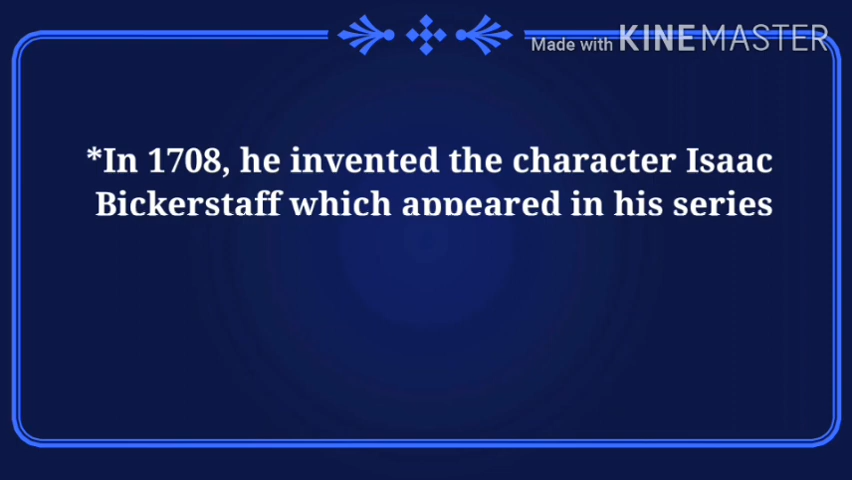 Made with KINEMASTER
*In 1708, he invented the character Isaac
Bickerstaff which appeared in his series